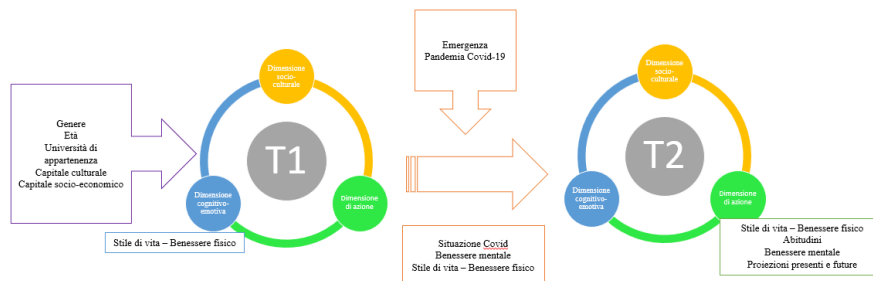 Genere
Età
Università di
appartenenza
Capitale culturale
Capitale socio-economico
Dimensione
socio-
culturale
T1
Dimensione
cognitivo-
emotiva
Dimensione
di azione
Stile di vita – Benessere fisico
Emergenza
Pandemia Covid-19
Situazione Covid
Benessere mentale
Stile di vita – Benessere fisico
Dimensione
socio-
culturale
T2
Dimensione
cognitivo-
emotiva
Dimensione
di azione
Stile di vita – Benessere fisico
Abitudini
Benessere mentale
Proiezioni presenti e future